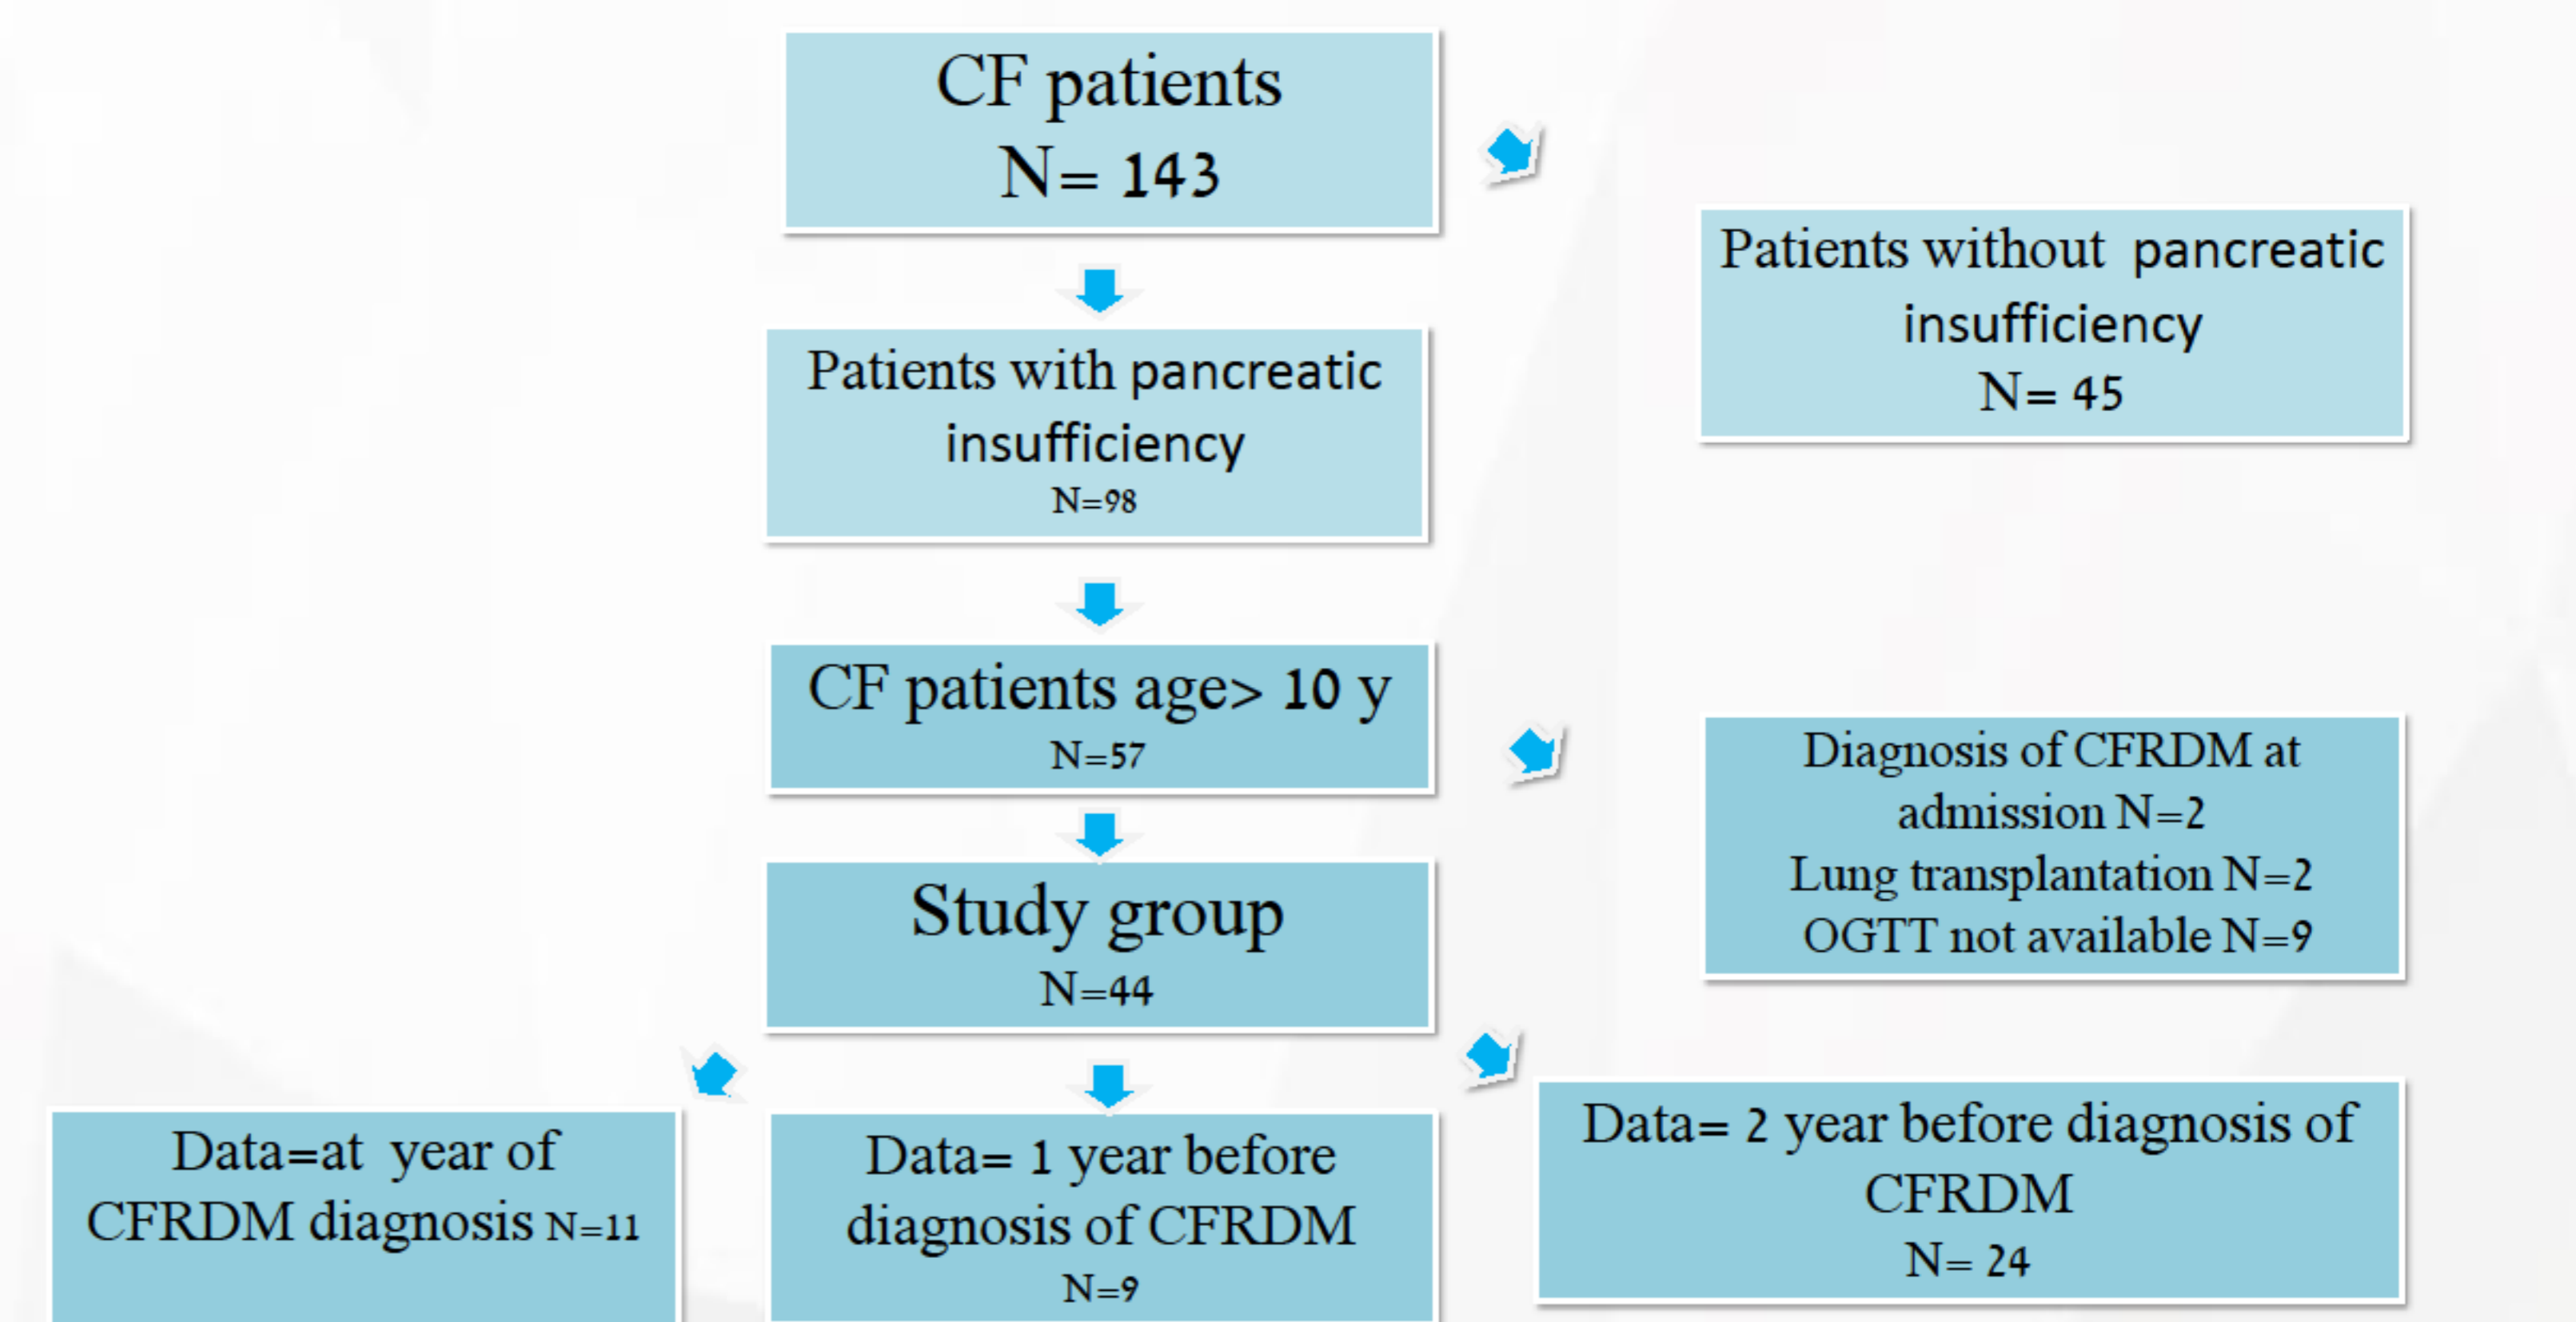 CF patients
N= 143
Patients without pancreatic
insufficiency
N= 45
Patients with pancreatic
insufficiency
N=98
CF patients age> 10 y
N=57
Diagnosis of CFRDM at
admission N=2
Lung transplantation N=2
OGTT not available N=9
Study group
N=44
Data=at year of
CFRDM diagnosis N=11
Data= 1 year before
diagnosis of CFRDM
N=9
Data= 2 year before diagnosis of
CFRDM
N= 24